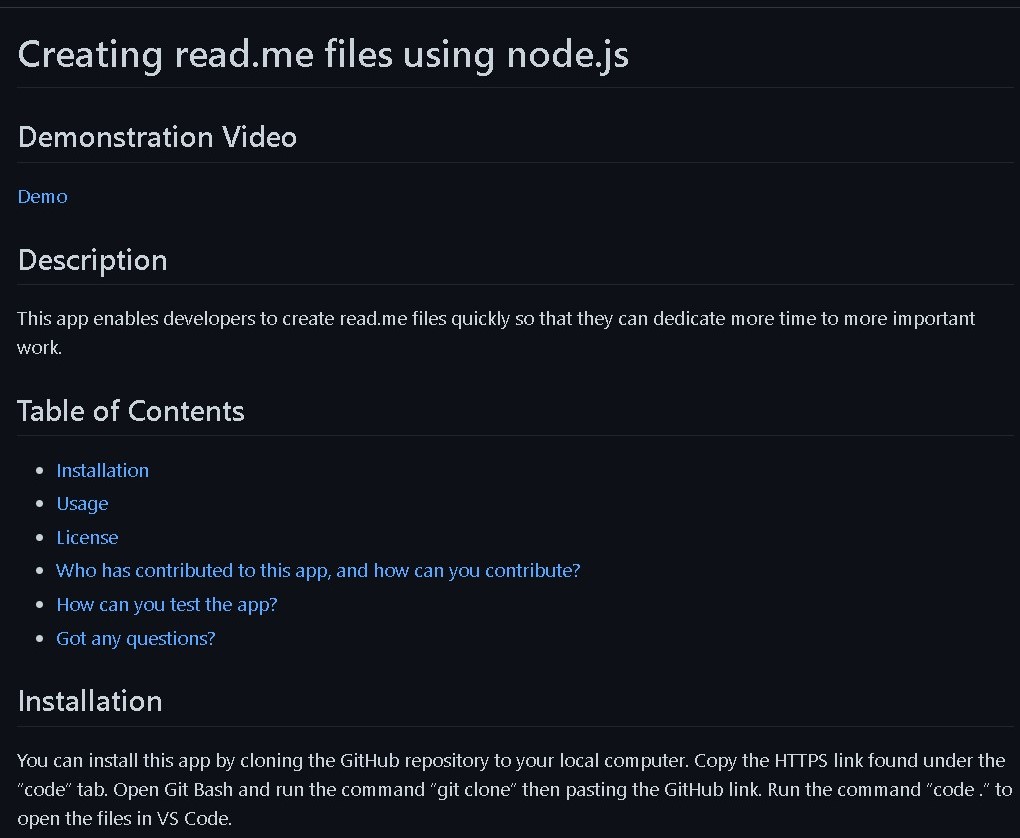 Creating read.me files using node.js
Demonstration Video
Demo
Description
This app enables developers to create read.me files quickly so that they can dedicate more time to more important
work.
Table of Contents
Installation
Usage
License
Who has contributed to this app, and how can you contribute?
How can you test the app?
Got any questions?
Installation
You can install this app by cloning the GitHub repository to your local computer. Copy the HTTPS link found under the
"code" tab. Open Git Bash and run the command "git clone" then pasting the GitHub link. Run the command "code ." to
open the files in VS Code.